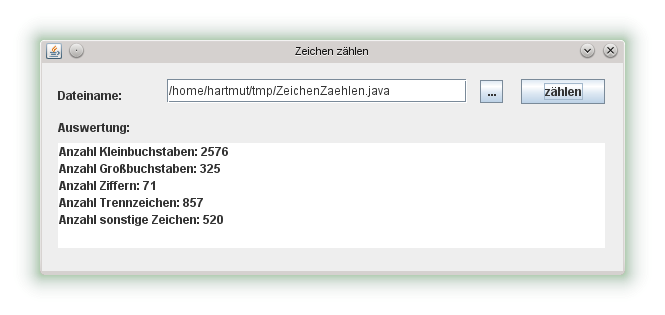 Zeichen zählen
Dateiname: /home/hartmut/tmp/ZeichenZaehlen.java ... zählen
Auswertung:
Anzahl Kleinbuchstaben: 2576
Anzahl Großbuchstaben: 325
Anzahl Ziffern: 71
Anzahl Trennzeichen: 857
Anzahl sonstige Zeichen: 520